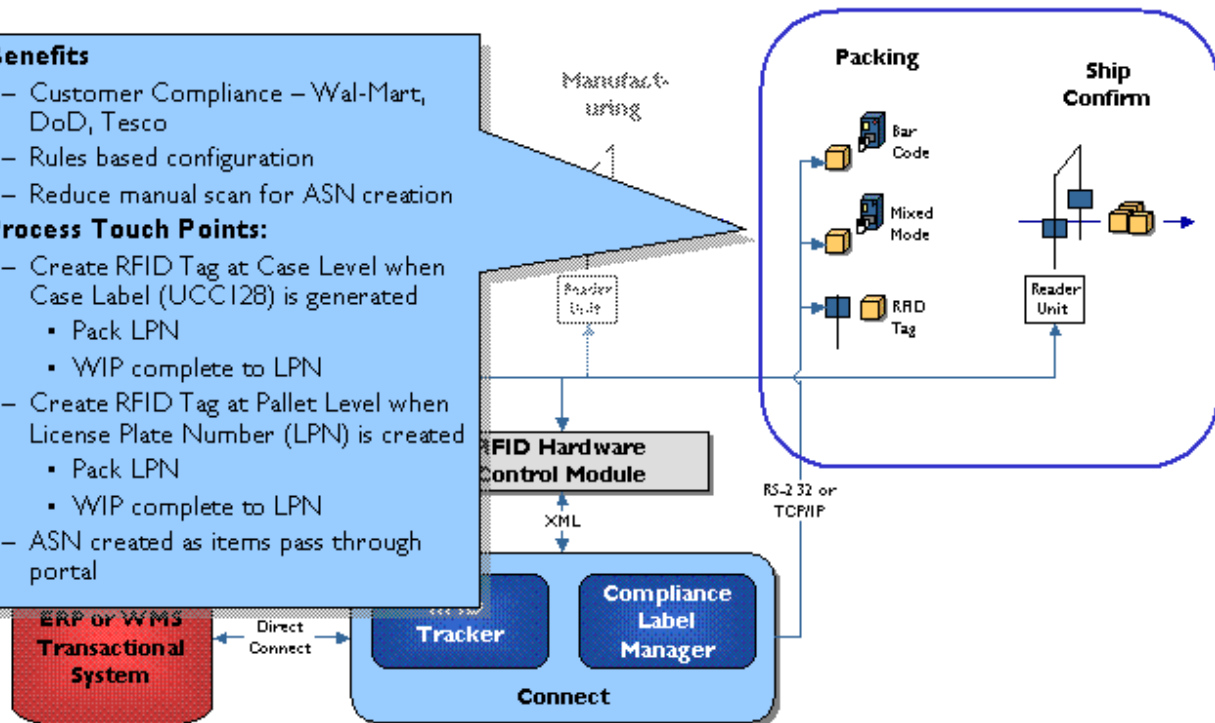 Benefits
– Customer Compliance – Wal-Mart,
DoD, Tesco
– Rules based configuration
– Reduce manual scan for ASN creation
Process Touch Points:
– Create RFID Tag at Case Level when
Case Label (UCC128) is generated
▪ Pack LPN
▪ WIP complete to LPN
– Create RFID Tag at Pallet Level when
License Plate Number (LPN) is created
▪ Pack LPN
▪ WIP complete to LPN
– ASN created as items pass through
portal
Manufact-
uring
Reader
Unit
Packing
Bar
Code
Mixed
Mode
RFID
Tag
Ship
Confirm
Reader
Unit
RFID Hardware
Control Module
XML
RS-232 or
TCP/IP
ERP or WMS
Transactional
System
Direct
Connect
Tracker
Compliance
Label
Manager
Connect